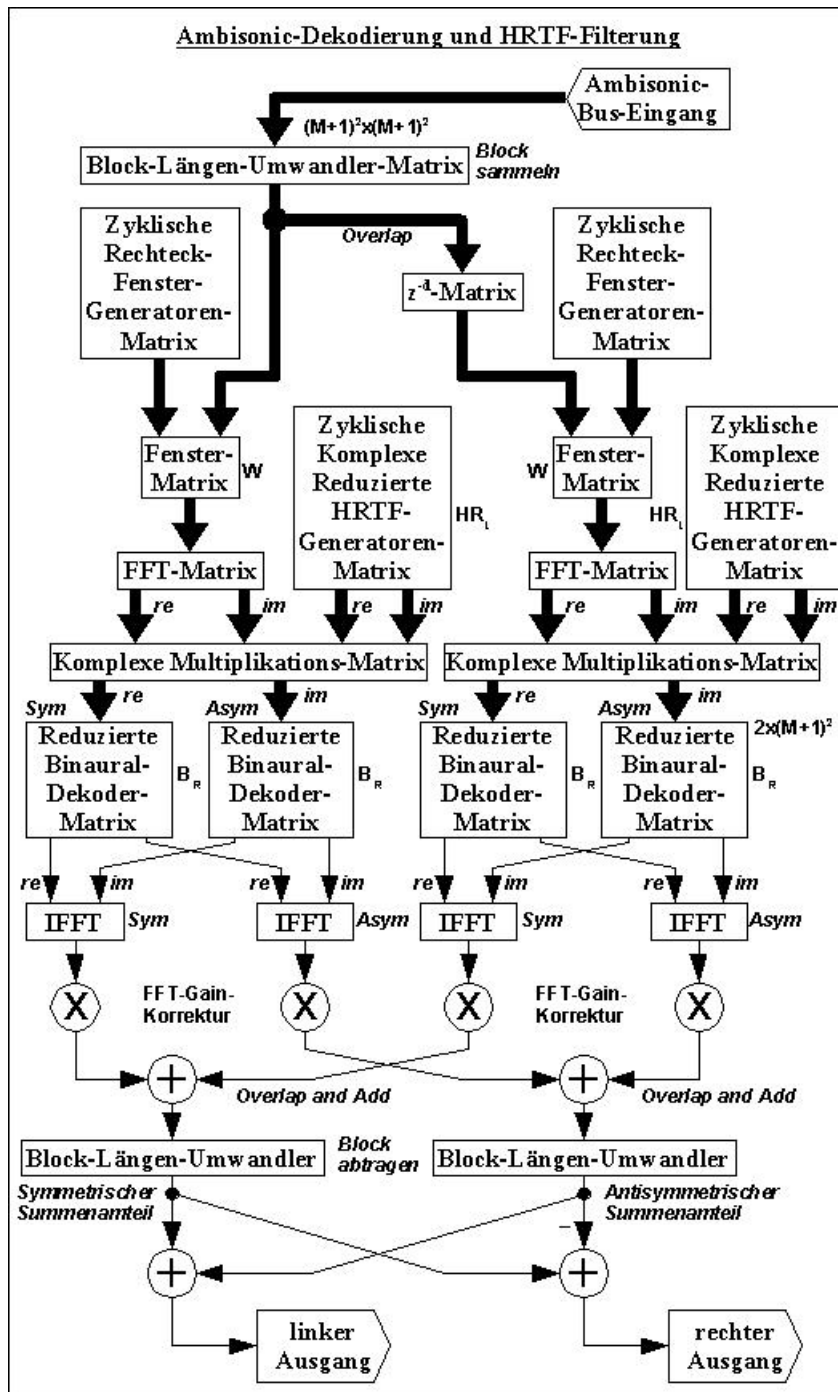 Ambisonic-Dekodierung und HRTF-Filterung
Ambisonic-
Bus-Eingang
(M+1)²x(M+1)²
Block-Längen-Umwandler-Matrix
Block
sammeln
Zyklische
Rechteck-
Fenster-
Generatoren-
Matrix
Overlap
z⁻ᵈ-Matrix
Zyklische
Rechteck-
Fenster-
Generatoren-
Matrix
Fenster-
Matrix
W
Zyklische
Komplexe
Reduzierte
HRTF-
Generatoren-
Matrix
HR
L
W
Fenster-
Matrix
Zyklische
Komplexe
Reduzierte
HRTF-
Generatoren-
Matrix
HR
L
FFT-Matrix
FFT-Matrix
re im re im
re im re im
Komplexe Multiplikations-Matrix
Komplexe Multiplikations-Matrix
Sym re Asym im
Sym re Asym im
Reduzierte
Binaural-
Dekoder-
Matrix
B_R
Reduzierte
Binaural-
Dekoder-
Matrix
B_R
Reduzierte
Binaural-
Dekoder-
Matrix
B_R
Reduzierte
Binaural-
Dekoder-
Matrix
2x(M+1)²
B_R
re im re im re im re im
IFFT Sym IFFT Asym IFFT Sym IFFT Asym
X FFT-Gain-
Korrektur
X X FFT-Gain-
Korrektur
X
+ Overlap and Add
+ Overlap and Add
Block-Längen-Umwandler
Block
abtragen
Block-Längen-Umwandler
Symmetrischer
Summenamteil
Antisymmetrischer
Summenamteil
–
+ +
linker
Ausgang
rechter
Ausgang